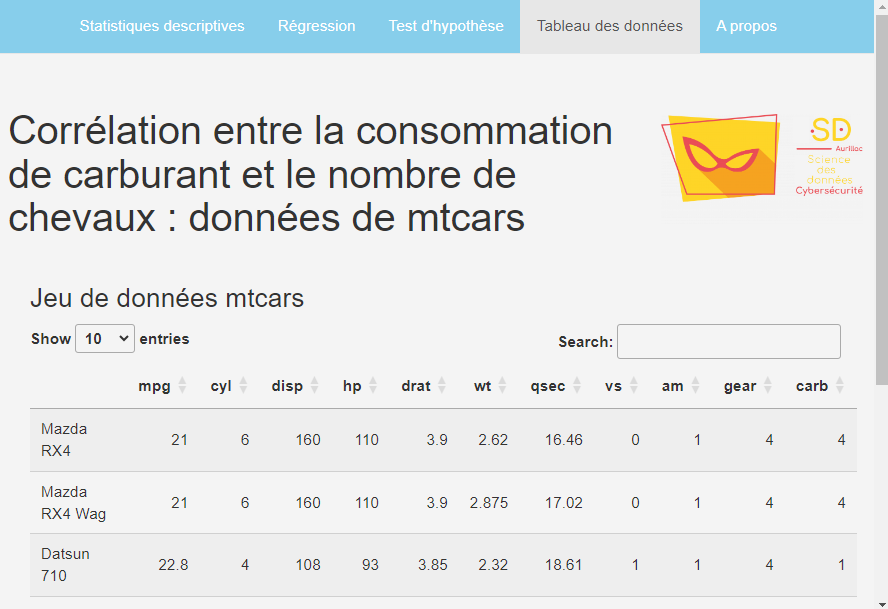 Statistiques descriptives Régression Test d'hypothèse Tableau des données A propos
Corrélation entre la consommation
de carburant et le nombre de
chevaux : données de mtcars
SD
Aurillac
Science
des
données
Cybersécurité
Jeu de données mtcars
Show 10 entries Search:
mpg cyl disp hp drat wt qsec vs am gear carb
Mazda
RX4 21 6 160 110 3.9 2.62 16.46 0 1 4 4
Mazda
RX4 Wag 21 6 160 110 3.9 2.875 17.02 0 1 4 4
Datsun
710 22.8 4 108 93 3.85 2.32 18.61 1 1 4 1